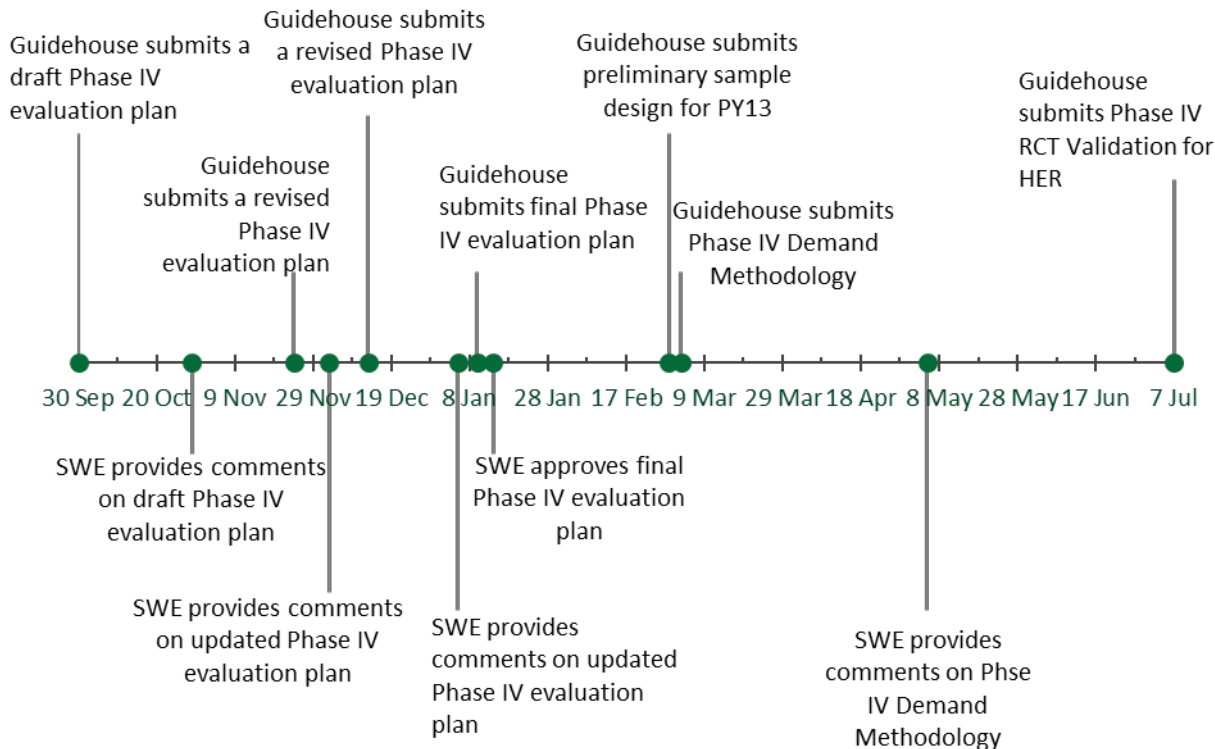 Guidehouse submits a
draft Phase IV
evaluation plan
Guidehouse submits
a revised Phase IV
evaluation plan
Guidehouse
submits a revised
Phase IV
evaluation plan
Guidehouse
submits final Phase
IV evaluation plan
Guidehouse submits
preliminary sample
design for PY13
Guidehouse submits
Phase IV Demand
Methodology
Guidehouse
submits Phase IV
RCT Validation for
HER
30 Sep 20 Oct 9 Nov 29 Nov 19 Dec 8 Jan 28 Jan 17 Feb 9 Mar 29 Mar 18 Apr 8 May 28 May 17 Jun 7 Jul
SWE provides comments
on draft Phase IV
evaluation plan
SWE approves final
Phase IV evaluation
plan
SWE provides comments
on updated Phase IV
evaluation plan
SWE provides
comments on updated
Phase IV evaluation
plan
SWE provides
comments on Phse
IV Demand
Methodology